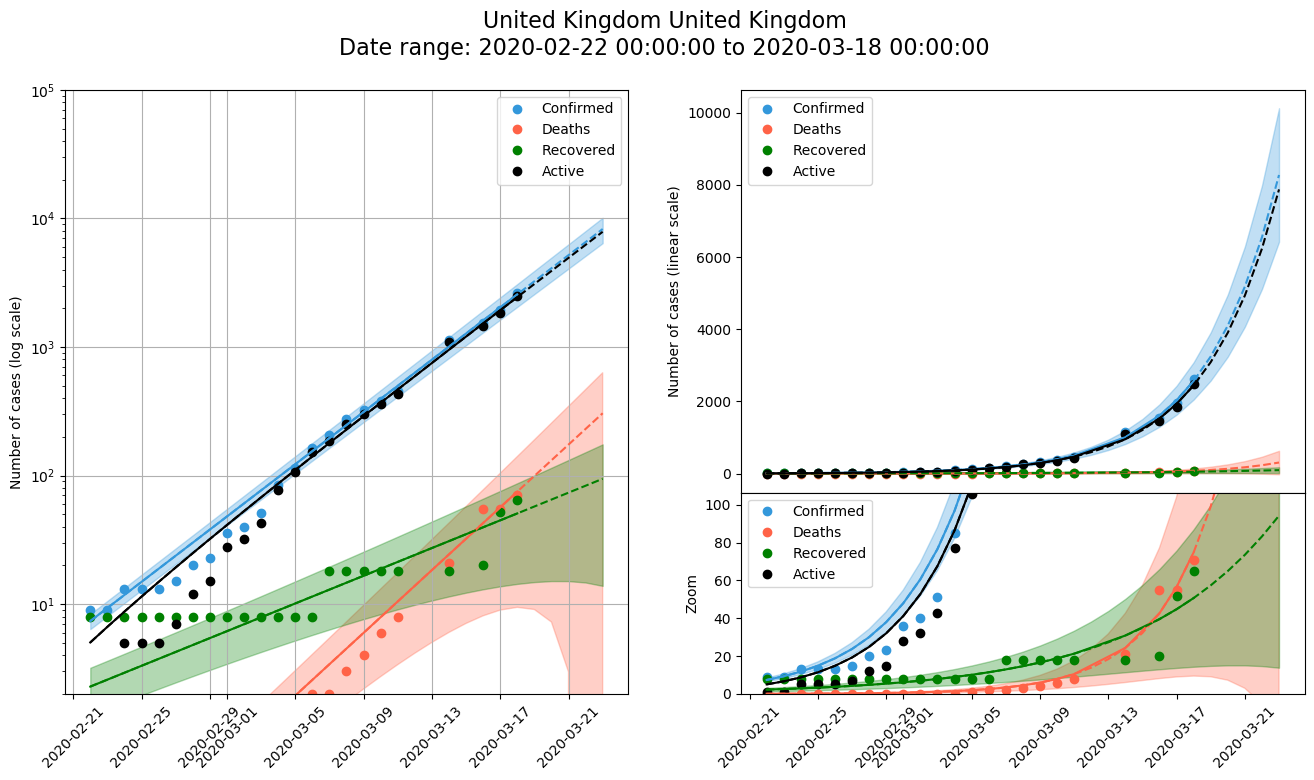 United Kingdom United Kingdom
Date range: 2020-02-22 00:00:00 to 2020-03-18 00:00:00
Number of cases (log scale)
10^5
10^4
10^3
10^2
10^1
Confirmed
Deaths
Recovered
Active
2020-02-21
2020-02-25
2020-02-29
2020-03-01
2020-03-05
2020-03-09
2020-03-13
2020-03-17
2020-03-21
Number of cases (linear scale)
10000
8000
6000
4000
2000
0
Confirmed
Deaths
Recovered
Active
Zoom
100
80
60
40
20
0
Confirmed
Deaths
Recovered
Active
2020-02-21
2020-02-25
2020-02-29
2020-03-01
2020-03-05
2020-03-09
2020-03-13
2020-03-17
2020-03-21